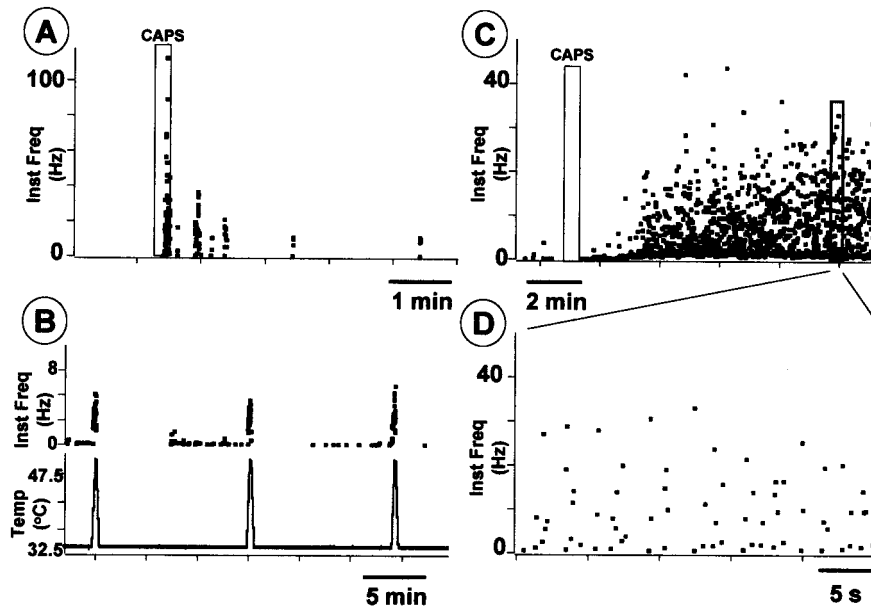 A
CAPS
100
Inst Freq
(Hz)
0
1 min
B
8
Inst Freq
(Hz)
0
47.5
Temp
(ºC)
32.5
5 min
C
CAPS
40
Inst Freq
(Hz)
0
2 min
D
40
Inst Freq
(Hz)
0
5 s